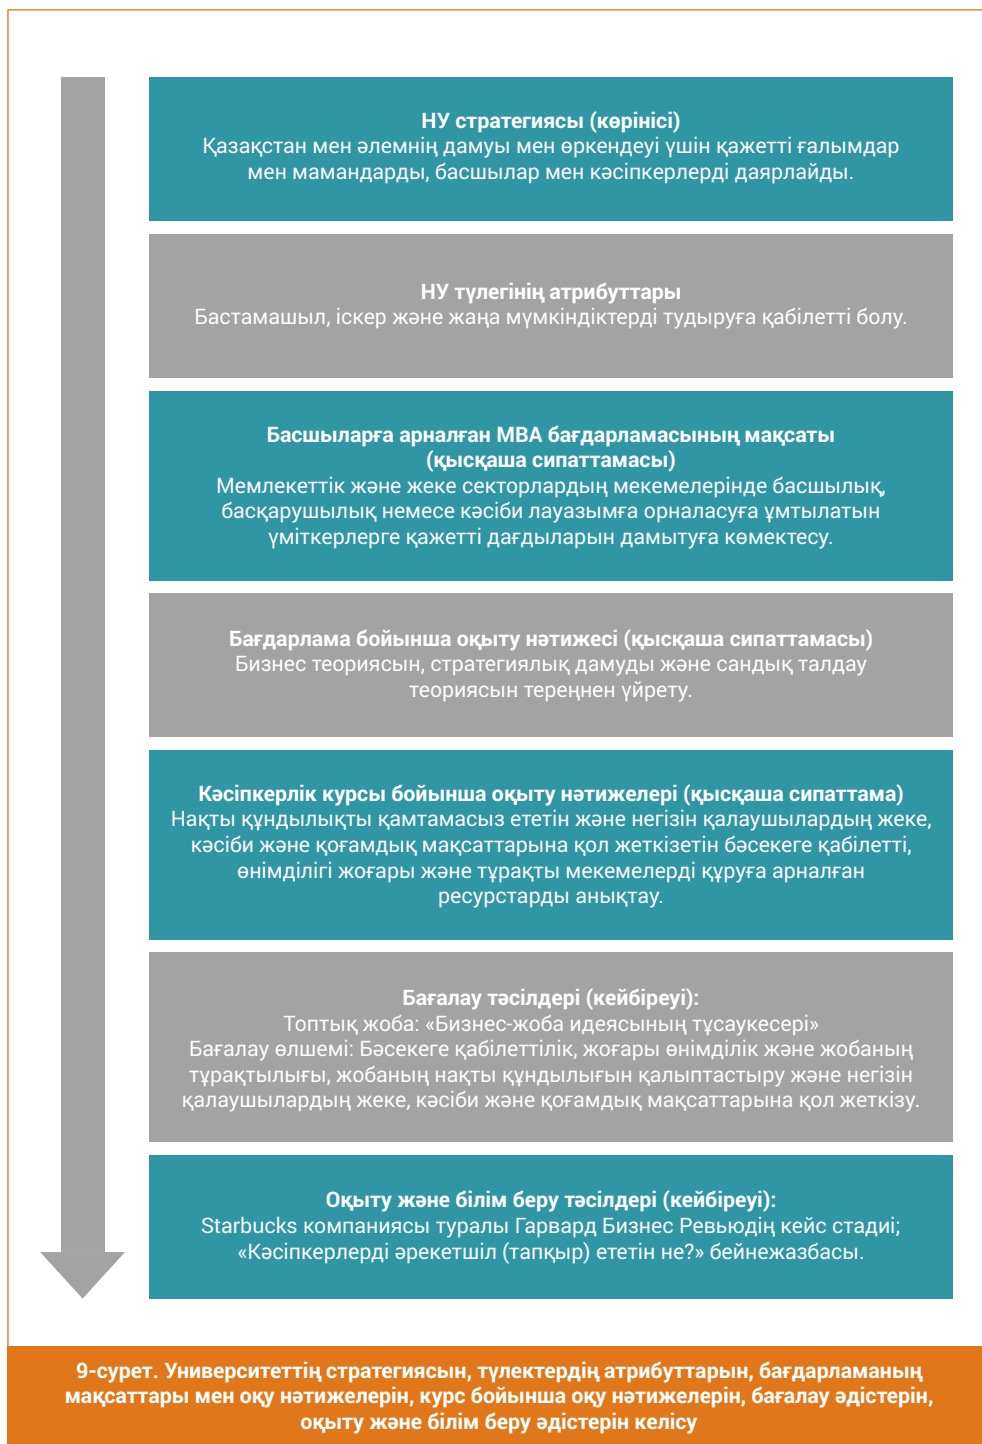 НУ стратегиясы (көрінісі)
Қазақстан мен әлемнің дамуы мен өркендеуі үшін қажетті ғалымдар
мен мамандарды, басшылар мен кәсіпкерлерді даярлайды.
НУ түлегінің атрибуттары
Бастамашыл, іскер және жаңа мүмкіндіктерді тудыруға қабілетті болу.
Басшыларға арналған MBA бағдарламасының мақсаты
(қысқаша сипаттамасы)
Мемлекеттік және жеке секторлардың мекемелерінде басшылық,
басқарушылық немесе кәсіби лауазымға орналасуға ұмтылатын
үміткерлерге қажетті дағдыларын дамытуға көмектесу.
Бағдарлама бойынша оқыту нәтижесі (қысқаша сипаттамасы)
Бизнес теориясын, стратегиялық дамуды және сандық талдау
теориясын тереңнен үйрету.
Кәсіпкерлік курсы бойынша оқыту нәтижелері (қысқаша сипаттама)
Нақты құндылықты қамтамасыз ететін және негізін қалаушылардың жеке,
кәсіби және қоғамдық мақсаттарына қол жеткізетін бәсекеге қабілетті,
өнімділігі жоғары және тұрақты мекемелерді құруға арналған
ресурстарды анықтау.
Бағалау тәсілдері (кейбіреуі):
Топтық жоба: «Бизнес-жоба идеясының тұсаукесері»
Бағалау өлшемі: Бәсекеге қабілеттілік, жоғары өнімділік және жобаның
тұрақтылығы, жобаның нақты құндылығын қалыптастыру және негізін
қалаушылардың жеке, кәсіби және қоғамдық мақсаттарына қол жеткізу.
Оқыту және білім беру тәсілдері (кейбіреуі):
Starbucks компаниясы туралы Гарвард Бизнес Ревьюдің кейс стадиі;
«Кәсіпкерлерді әрекетшіл (тапқыр) ететін не?» бейнежазбасы.
9-сурет. Университеттің стратегиясын, түлектердің атрибуттарын, бағдарламаның
мақсаттары мен оқу нәтижелерін, курс бойынша оқу нәтижелерін, бағалау әдістерін,
оқыту және білім беру әдістерін келісу